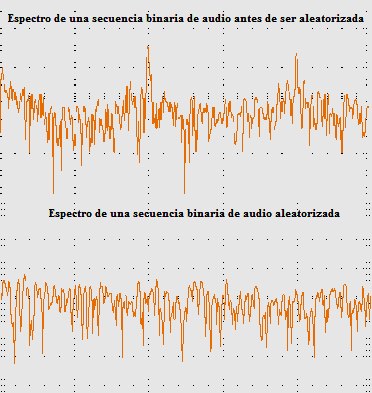 Espectro de una secuencia binaria de audio antes de ser aleatorizada
Espectro de una secuencia binaria de audio aleatorizada